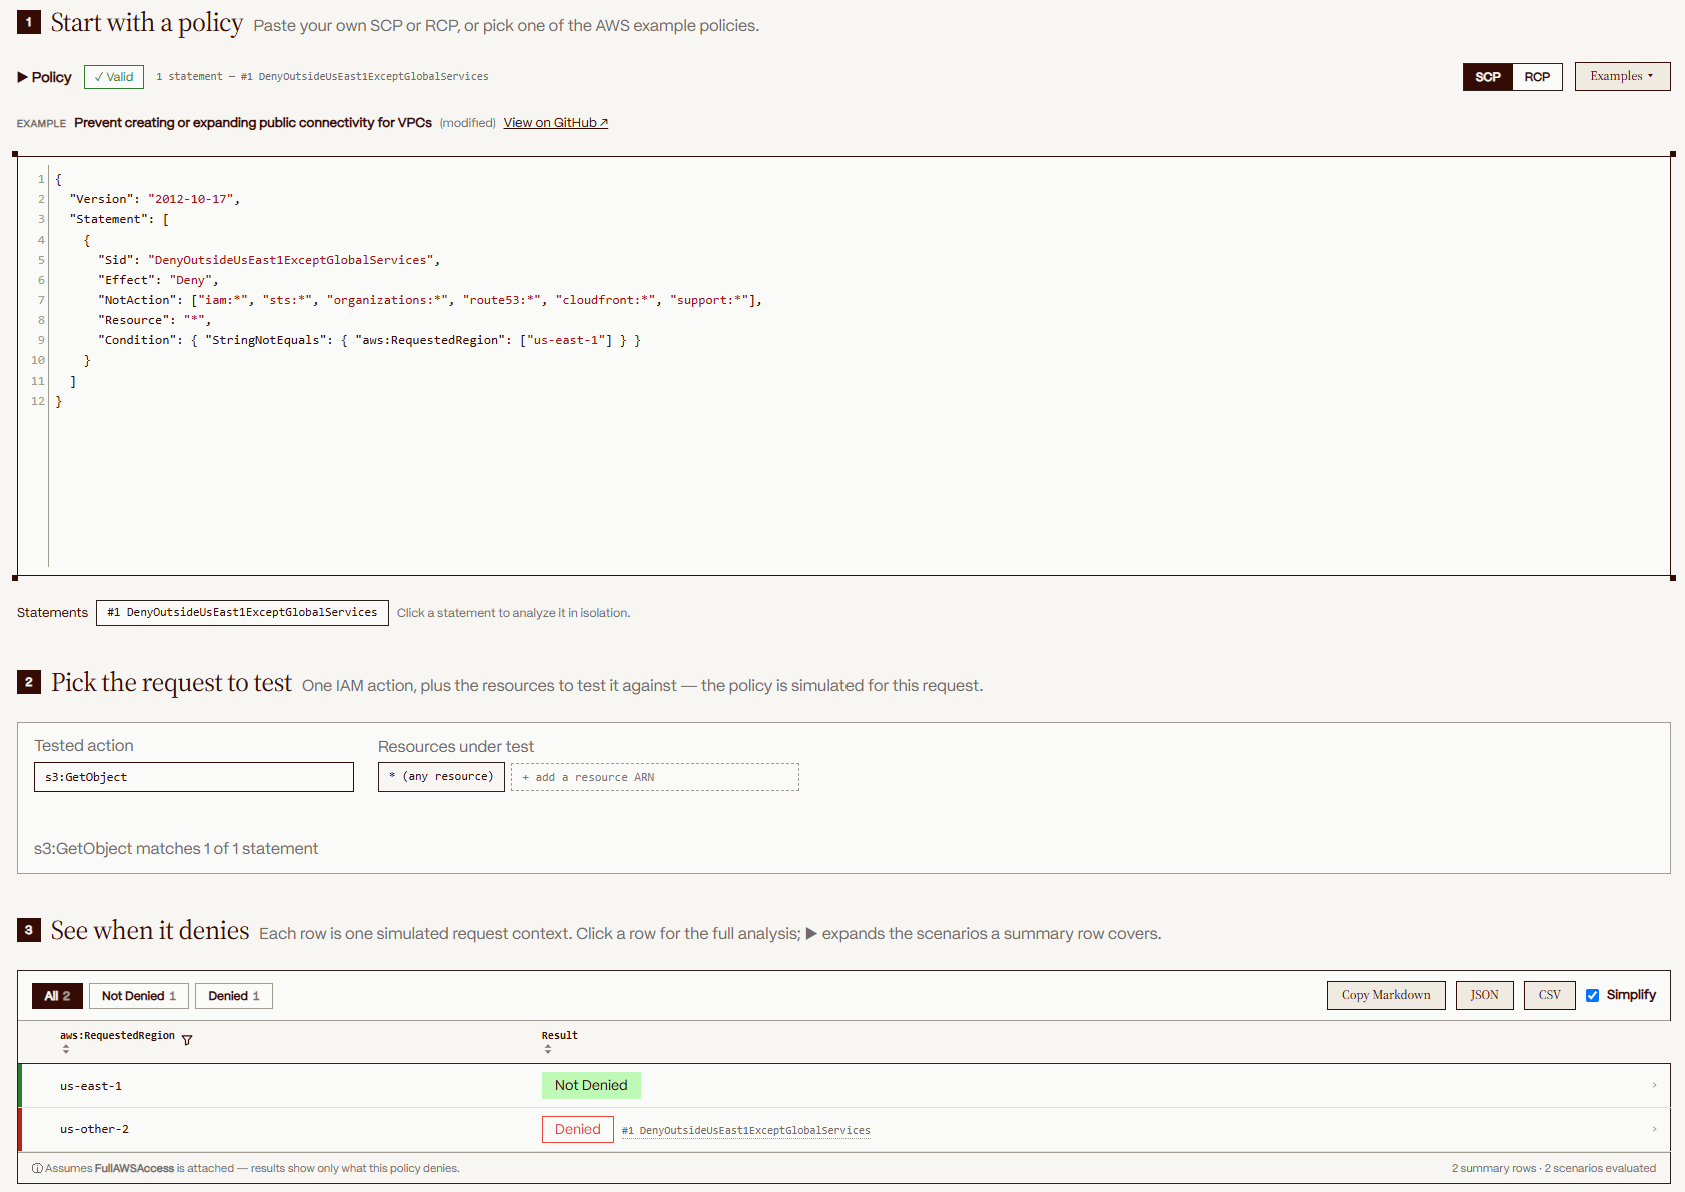 1 Start with a policy Paste your own SCP or RCP, or pick one of the AWS example policies.
▶ Policy ✓ Valid 1 statement — #1 DenyOutsideUsEast1ExceptGlobalServices SCP RCP Examples ▾
EXAMPLE Prevent creating or expanding public connectivity for VPCs (modified) View on GitHub ↗
1 {
2 "Version": "2012-10-17",
3 "Statement": [
4 {
5 "Sid": "DenyOutsideUsEast1ExceptGlobalServices",
6 "Effect": "Deny",
7 "NotAction": ["iam:*", "sts:*", "organizations:*", "route53:*", "cloudfront:*", "support:*"],
8 "Resource": "*",
9 "Condition": { "StringNotEquals": { "aws:RequestedRegion": ["us-east-1"] } }
10 }
11 ]
12 }
Statements #1 DenyOutsideUsEast1ExceptGlobalServices Click a statement to analyze it in isolation.
2 Pick the request to test One IAM action, plus the resources to test it against — the policy is simulated for this request.
Tested action Resources under test
s3:GetObject * (any resource) + add a resource ARN
s3:GetObject matches 1 of 1 statement
3 See when it denies Each row is one simulated request context. Click a row for the full analysis; ▶ expands the scenarios a summary row covers.
All 2 Not Denied 1 Denied 1 Copy Markdown JSON CSV Simplify
aws:RequestedRegion Result
us-east-1 Not Denied ›
us-other-2 Denied #1 DenyOutsideUsEast1ExceptGlobalServices ›
ⓘ Assumes FullAWSAccess is attached — results show only what this policy denies. 2 summary rows · 2 scenarios evaluated